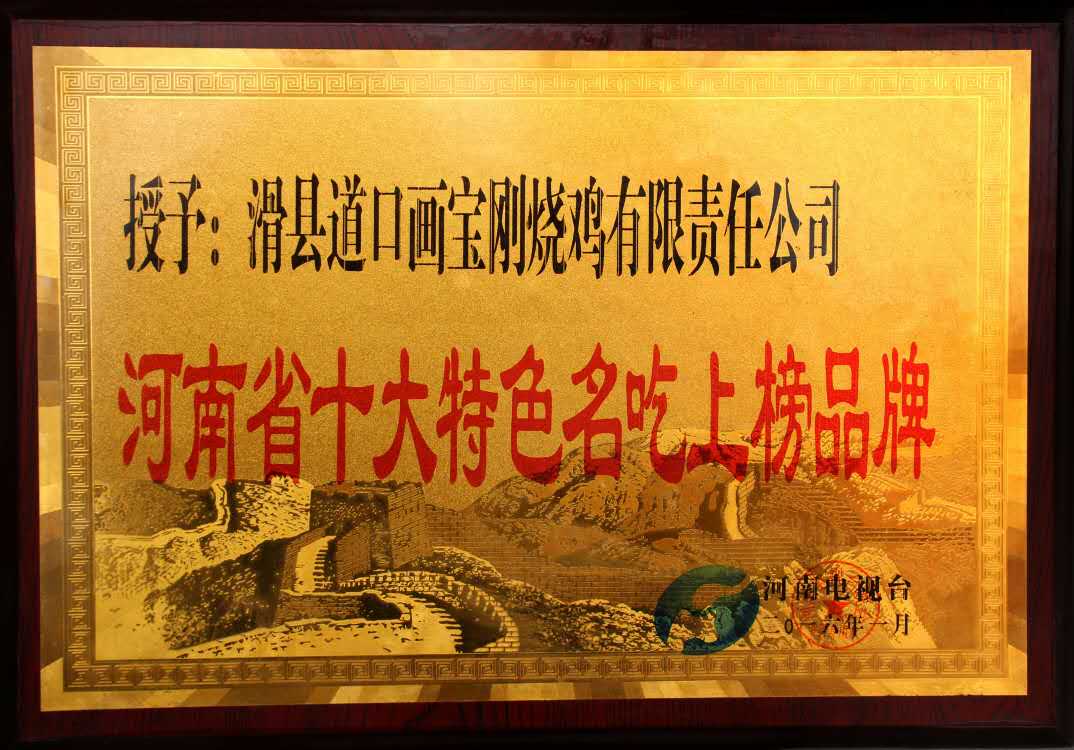 授予：滑县道口画宝刚烧鸡有限责任公司
河南省十大特色名吃上榜品牌
河南电视台
二0一六年一月